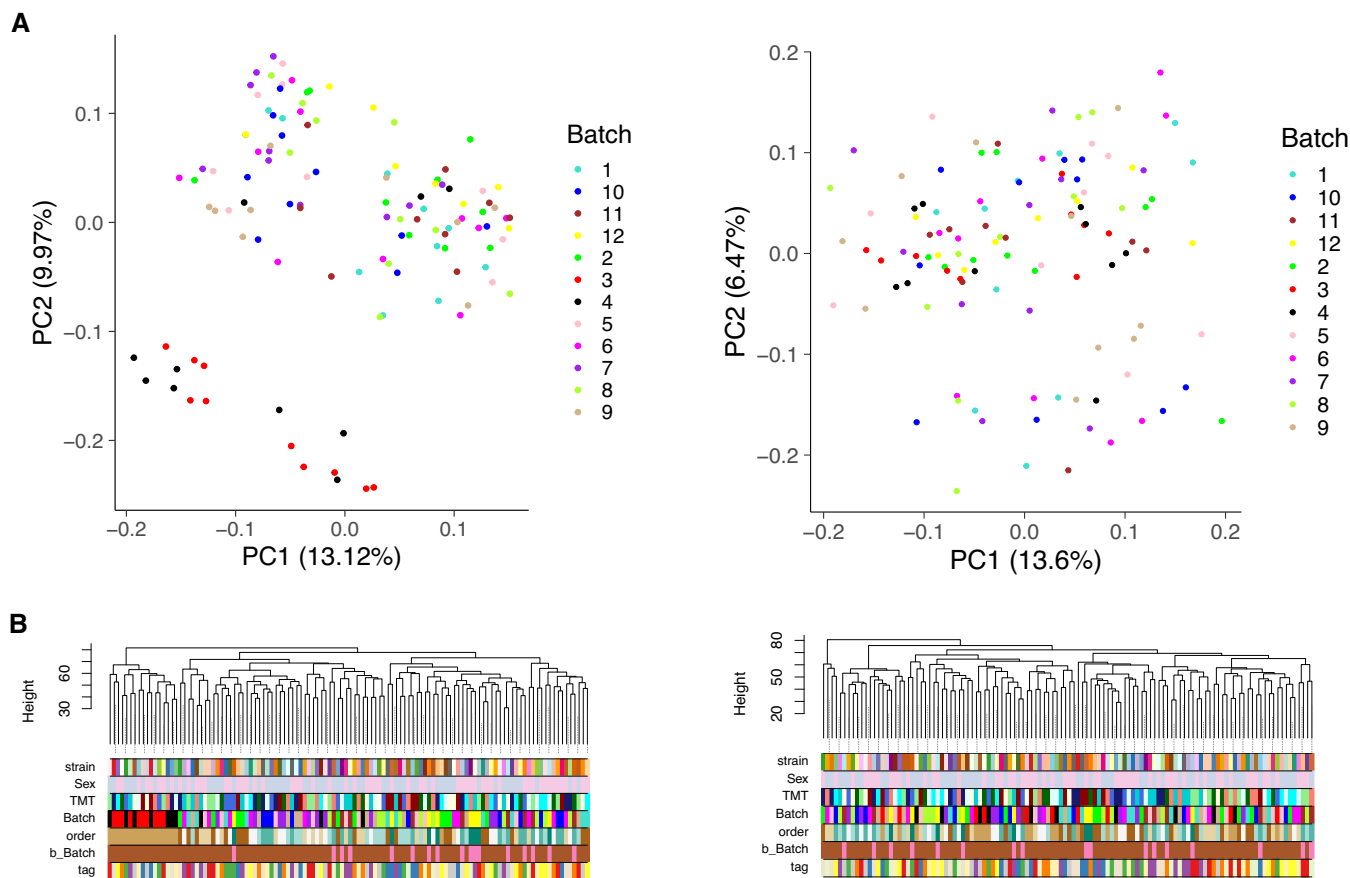 A
PC2 (9.97%)
0.1
0.0
−0.1
−0.2
−0.2
−0.1
0.0
0.1
PC1 (13.12%)
Batch
1
10
11
12
2
3
4
5
6
7
8
9
PC2 (6.47%)
0.2
0.1
0.0
−0.1
−0.2
−0.2
−0.1
0.0
0.1
0.2
PC1 (13.6%)
Batch
1
10
11
12
2
3
4
5
6
7
8
9
B
Height
30
60
strain
Sex
TMT
Batch
order
b_Batch
tag
Height
20
50
80
strain
Sex
TMT
Batch
order
b_Batch
tag